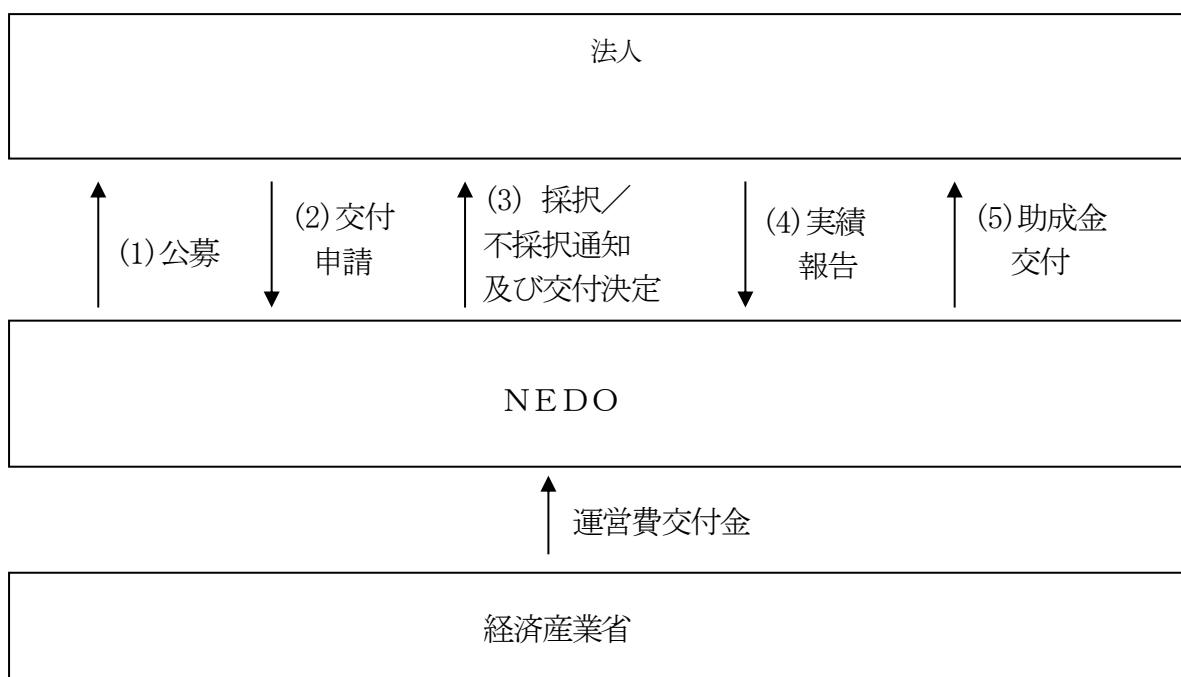 法人
(1)公募
(2)交付
申請
(3) 採択／
不採択通知
及び交付決定
(4)実績
報告
(5)助成金
交付
ＮＥＤＯ
運営費交付金
経済産業省